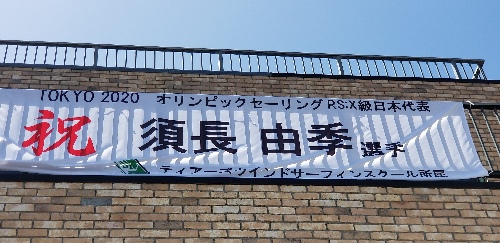 TOKYO 2020 オリンピックセーリング RS:X級日本代表
祝 須長 由季 選手
ティアーズウインドサーフィンスクール所属